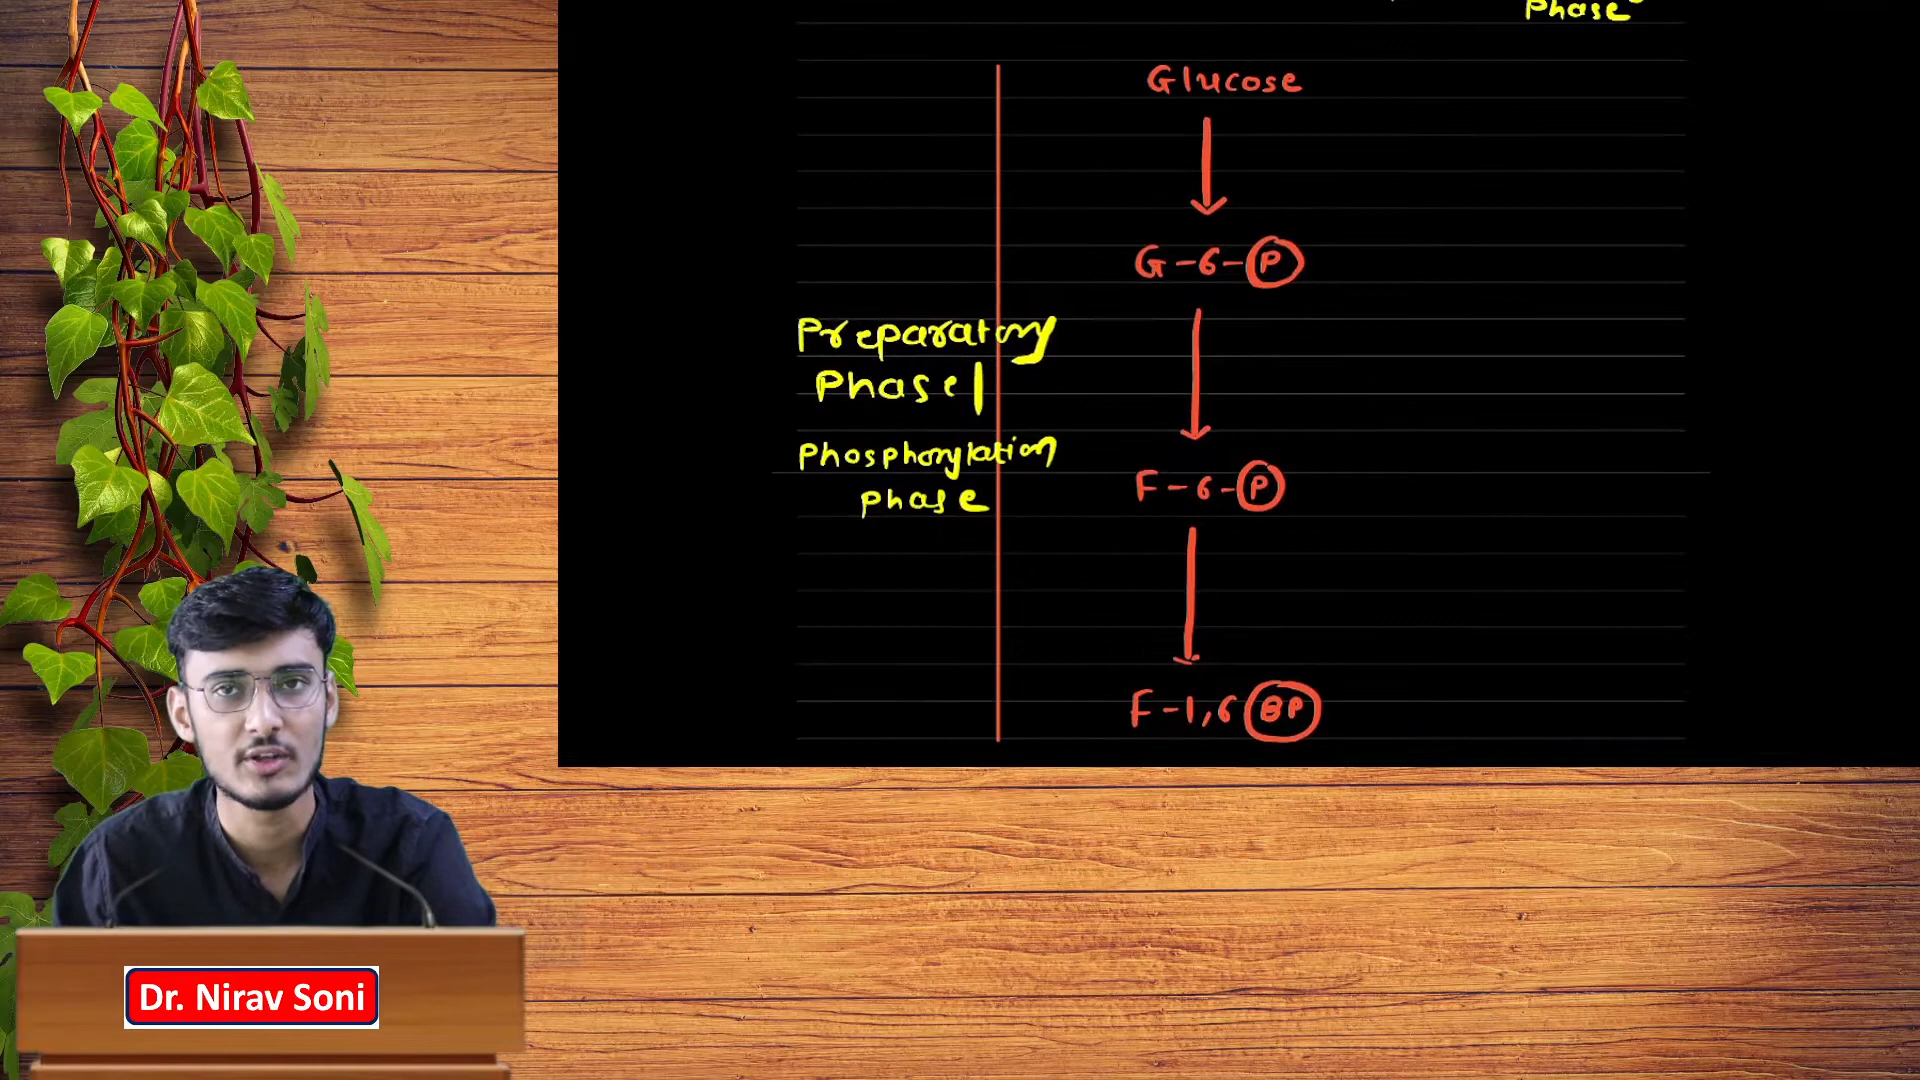 Phase
Glucose
G-6-P
Preparatory
Phase |
Phosphorylation
Phase
F-6-P
F-1,6 BP
Dr. Nirav Soni